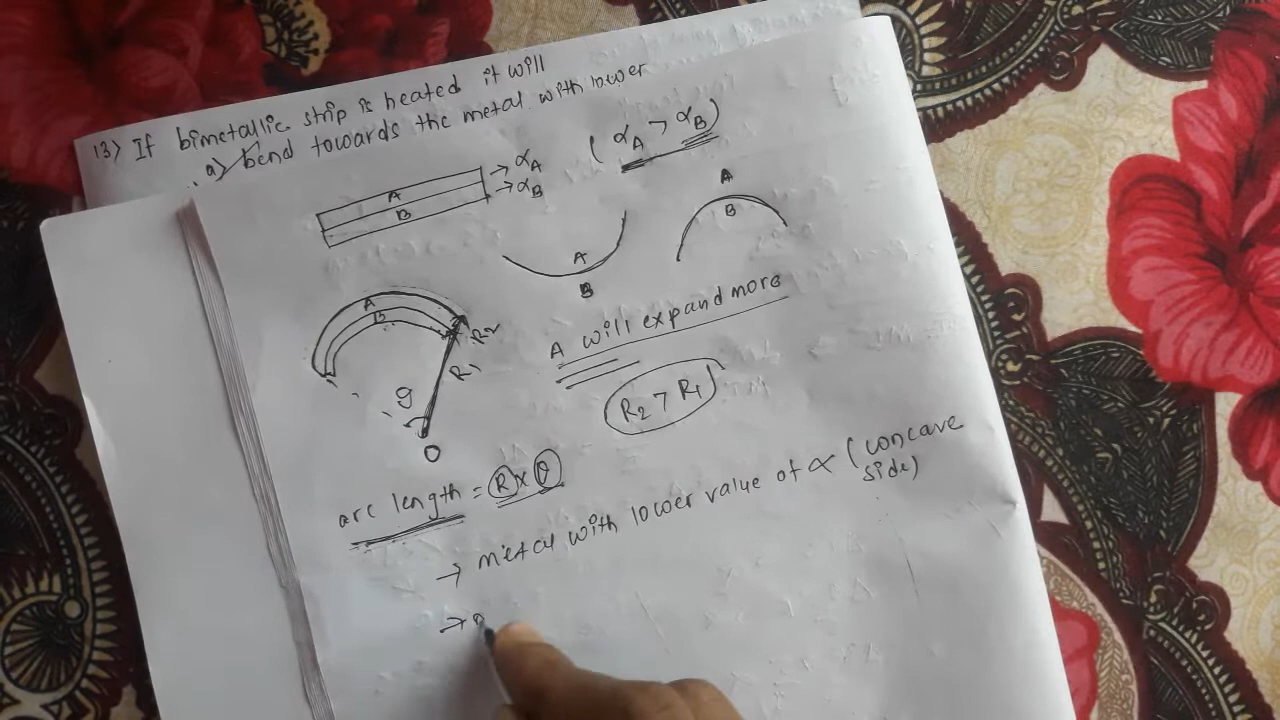 13) If bimetallic strip is heated it will
a) bend towards the metal with lower
A → αA
B → αB
(αA > αB)
A
B
A
B
A
B
R2
R1
θ
O
A will expand more
R2 > R1
arc length = R × θ
→ metal with lower value of α (concave
side)
→